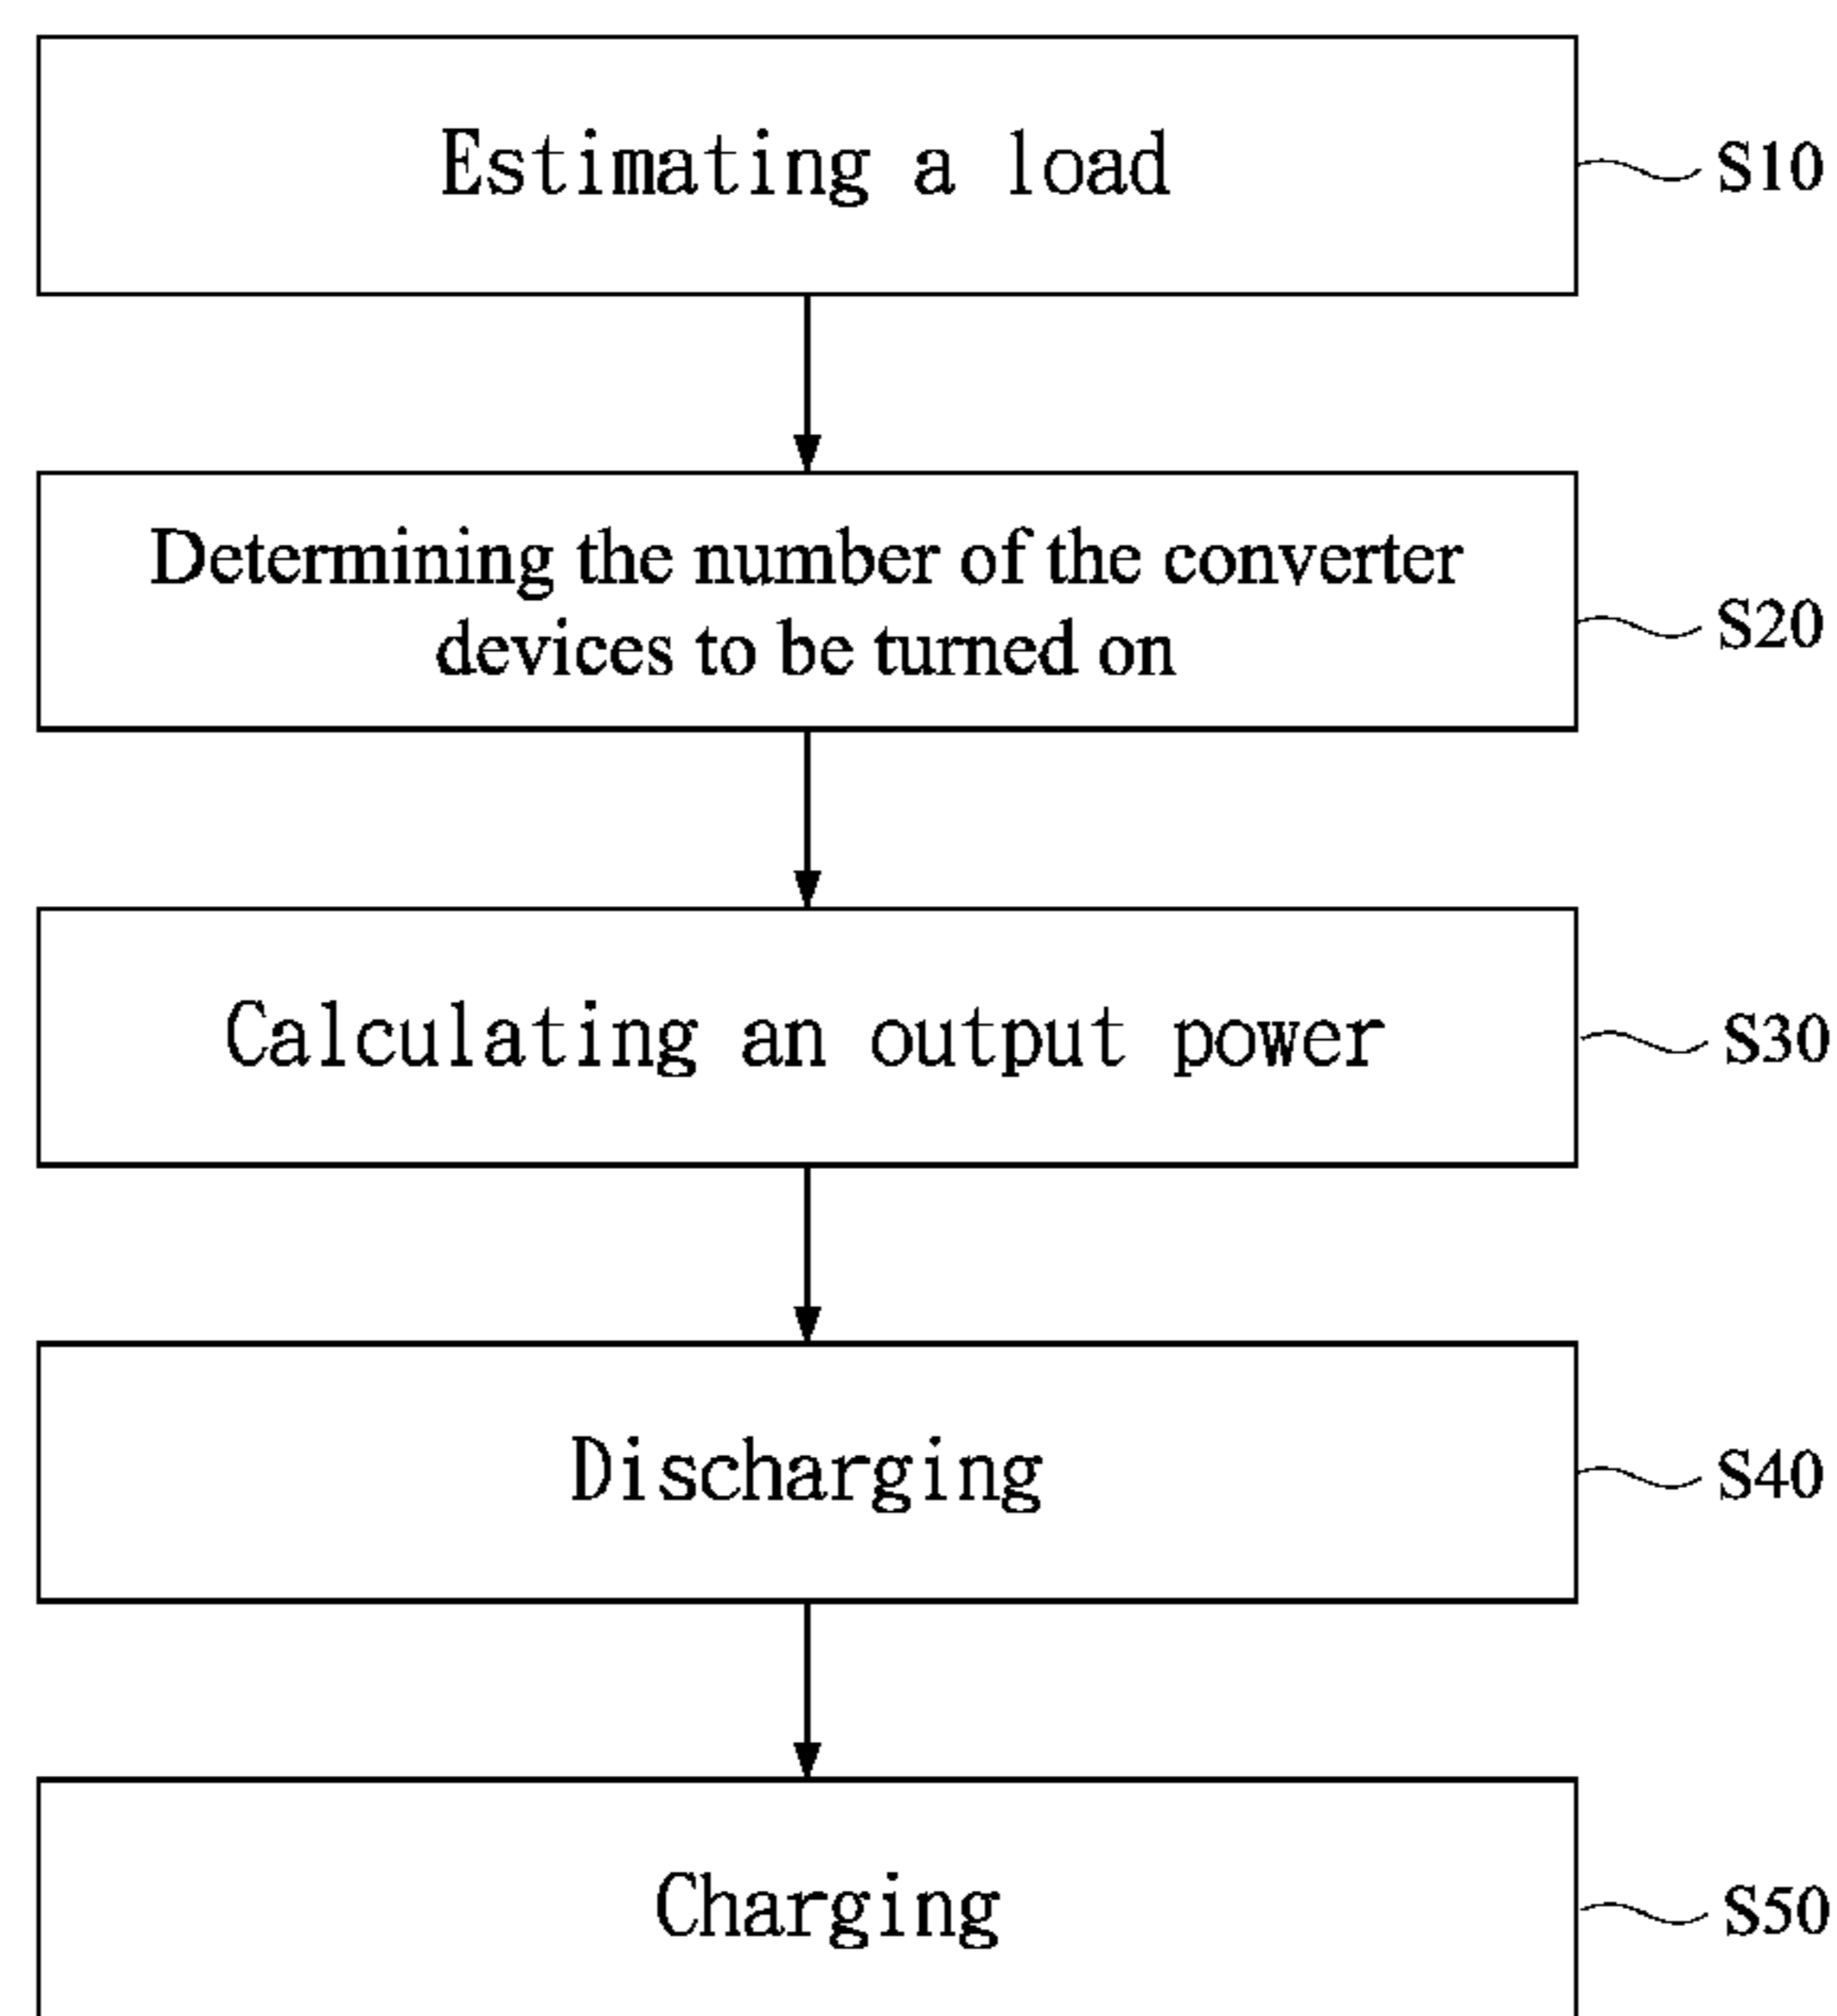 Estimating a load
S10
Determining the number of the converter
devices to be turned on
S20
Calculating an output power
S30
Discharging
S40
Charging
S50